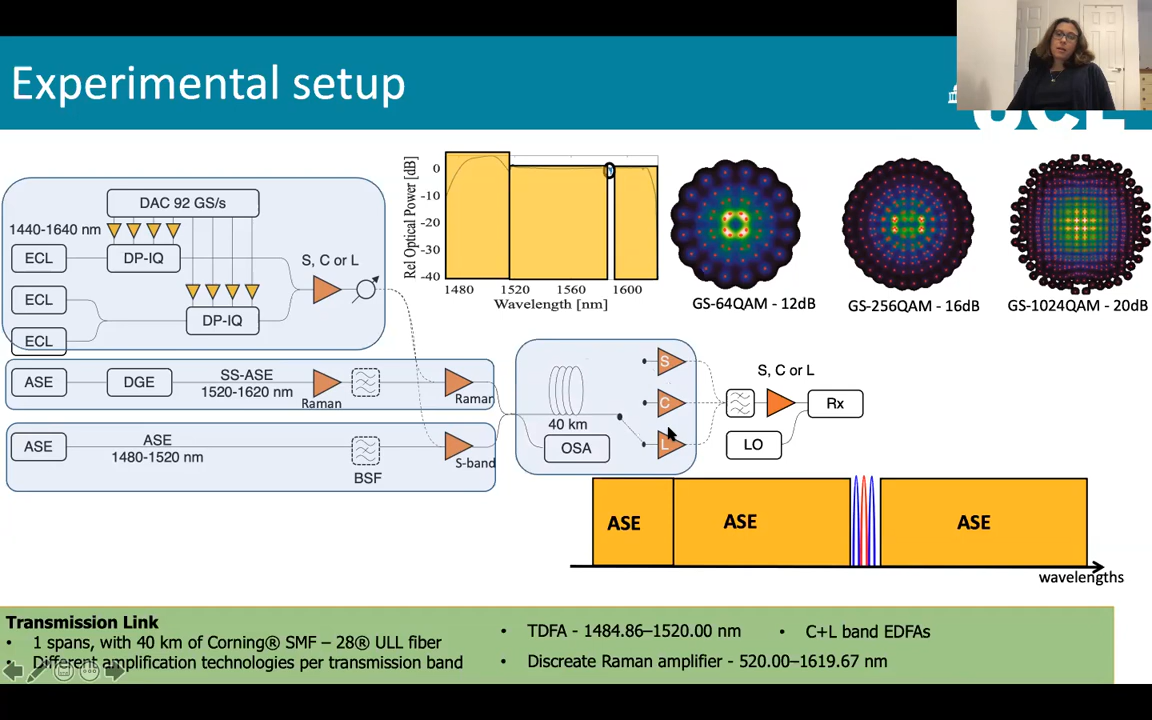 Experimental setup
UCL
DAC 92 GS/s
1440-1640 nm
ECL
DP-IQ
S, C or L
ECL
DP-IQ
ECL
ASE
DGE
SS-ASE
1520-1620 nm
Raman
Raman
ASE
ASE
1480-1520 nm
BSF
S-band
Rel Optical Power [dB]
0
-10
-20
-30
-40
1480
1520
1560
1600
Wavelength [nm]
GS-64QAM - 12dB
GS-256QAM - 16dB
GS-1024QAM - 20dB
40 km
OSA
S
C
L
S, C or L
Rx
LO
ASE
ASE
ASE
wavelengths
Transmission Link
• 1 spans, with 40 km of Corning® SMF – 28® ULL fiber
• Different amplification technologies per transmission band
• TDFA - 1484.86–1520.00 nm
• Discreate Raman amplifier - 520.00–1619.67 nm
• C+L band EDFAs